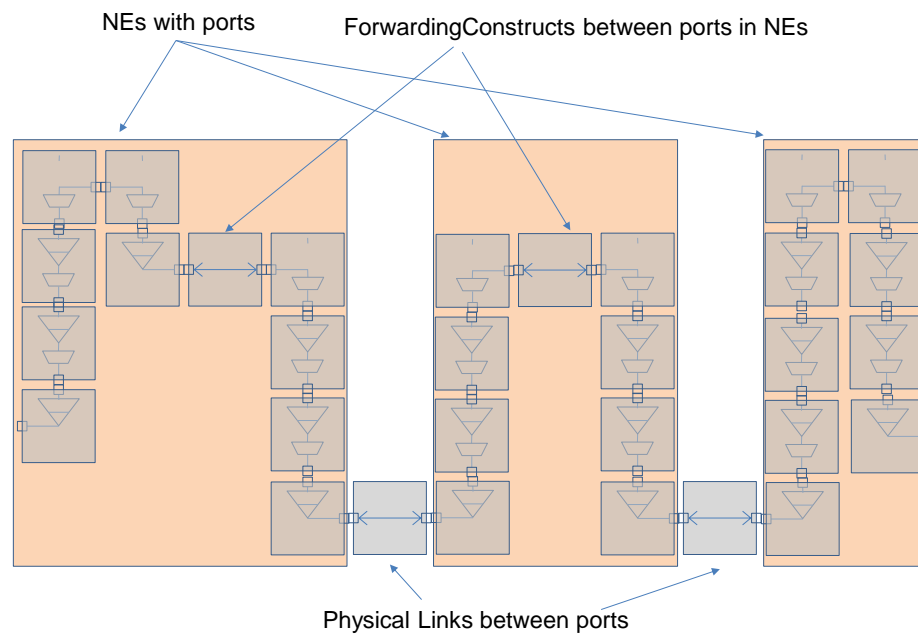 NEs with ports
ForwardingConstructs between ports in NEs
Physical Links between ports